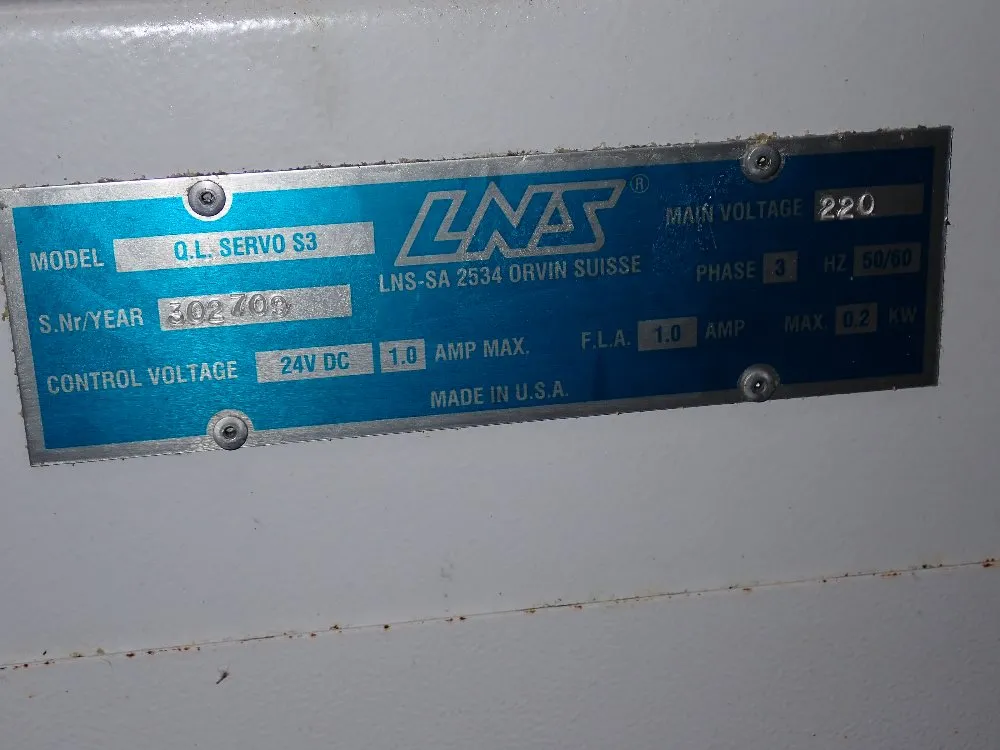 LNS®
LNS-SA 2534 ORVIN SUISSE
MODEL Q.L. SERVO S3
S.Nr/YEAR 302709
CONTROL VOLTAGE 24V DC 1.0 AMP MAX.
MAIN VOLTAGE 220
PHASE 3 HZ 50/60
F.L.A. 1.0 AMP MAX. 0.2 KW
MADE IN U.S.A.